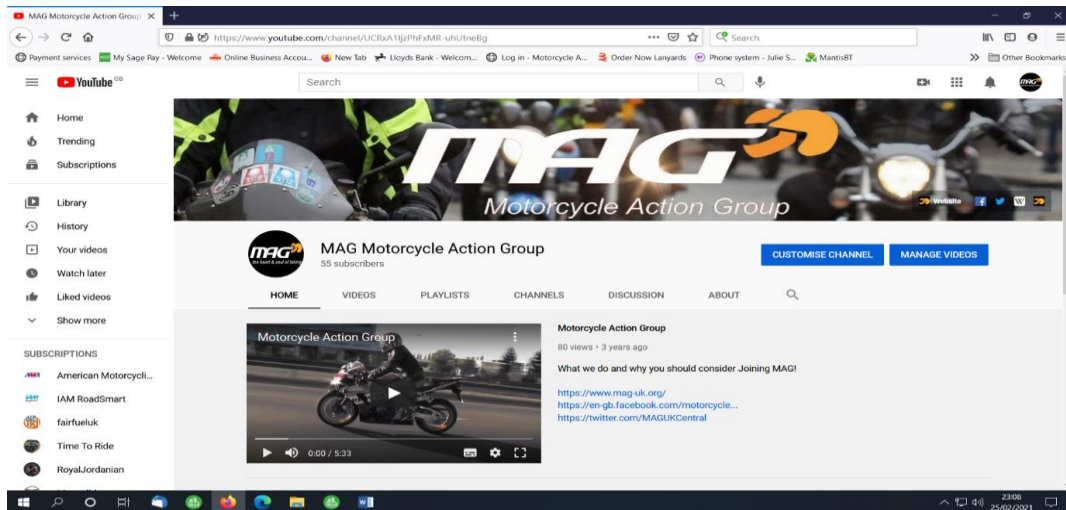 MAG Motorcycle Action Group
https://www.youtube.com/channel/UCRxA1IjzPhFxMR-uhUtneBg
Search
Payment services
My Sage Pay - Welcome
Online Business Accou...
New Tab
Lloyds Bank - Welcom...
Log in - Motorcycle A...
Order Now Lanyards
Phone system - Julie S...
MantisBT
Other Bookmarks
YouTube GB
Search
Home
Trending
Subscriptions
Library
History
Your videos
Watch later
Liked videos
Show more
SUBSCRIPTIONS
American Motorcycli...
IAM RoadSmart
fairfueluk
Time To Ride
RoyalJordanian
MAG
Motorcycle Action Group
Website
MAG
MAG Motorcycle Action Group
55 subscribers
CUSTOMISE CHANNEL
MANAGE VIDEOS
HOME
VIDEOS
PLAYLISTS
CHANNELS
DISCUSSION
ABOUT
Motorcycle Action Group
0:00 / 5:33
Motorcycle Action Group
80 views • 3 years ago
What we do and why you should consider Joining MAG!
https://www.mag-uk.org/
https://en-gb.facebook.com/motorcycle...
https://twitter.com/MAGUKCentral
23:08
25/02/2021